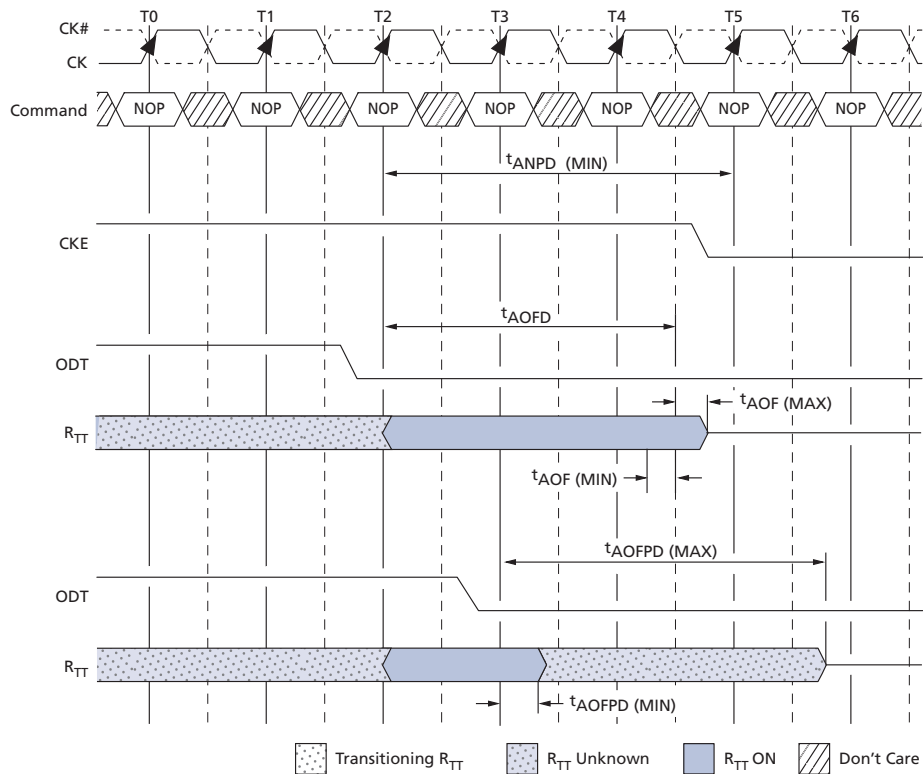 T0 T1 T2 T3 T4 T5 T6
CK#
CK
Command NOP NOP NOP NOP NOP NOP NOP
tANPD (MIN)
CKE
tAOFD
ODT
tAOF (MAX)
RTT
tAOF (MIN)
tAOFPD (MAX)
ODT
RTT
tAOFPD (MIN)
Transitioning RTT RTT Unknown RTT ON Don't Care